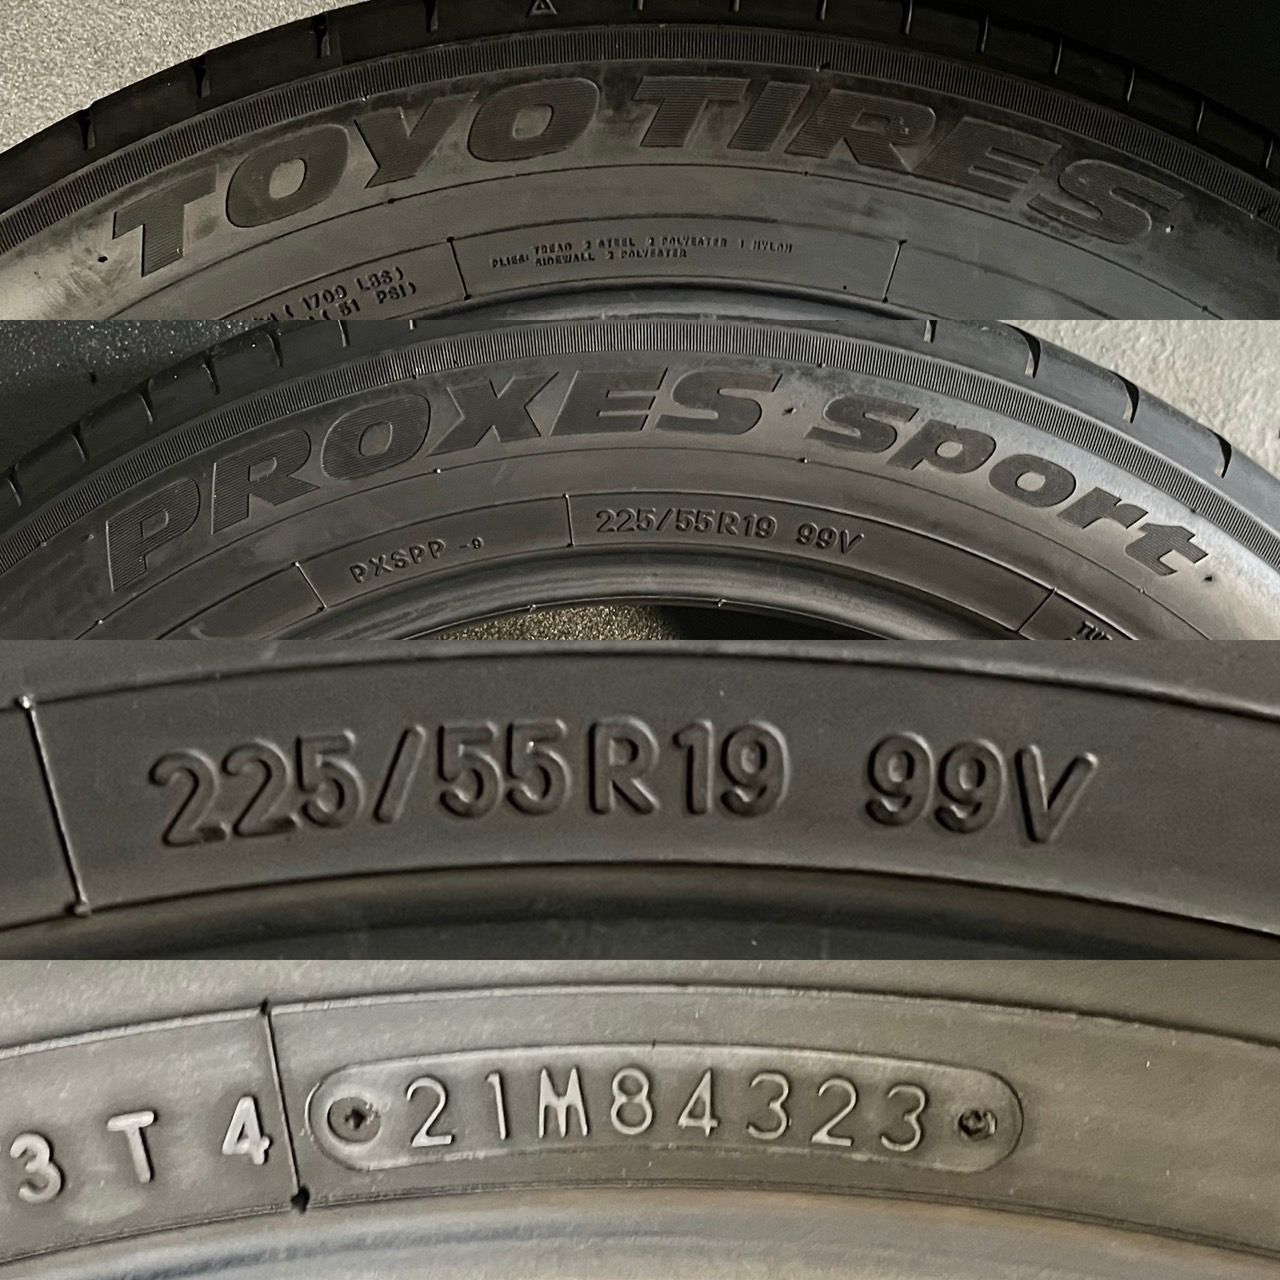 TOYO TIRES
TREAD 2 STEEL 2 POLYESTER 1 NYLON
PLIES: SIDEWALL 2 POLYESTER
( 1709 LBS)
( 51 PSI)
PROXES Sport
PXSPP -9
225/55R19 99V
225/55R19 99V
3 T 4
21M84323